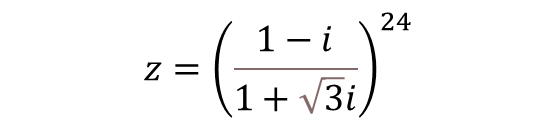 z = ((1 − i)/(1 + √3i))^24